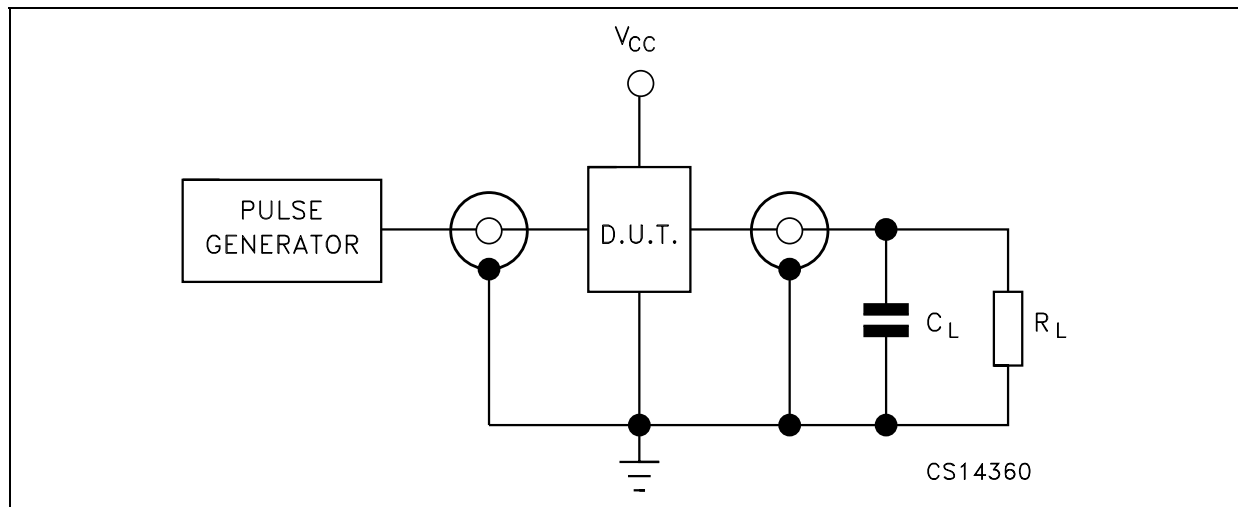 VCC
PULSE
GENERATOR
D.U.T.
CL
RL
CS14360